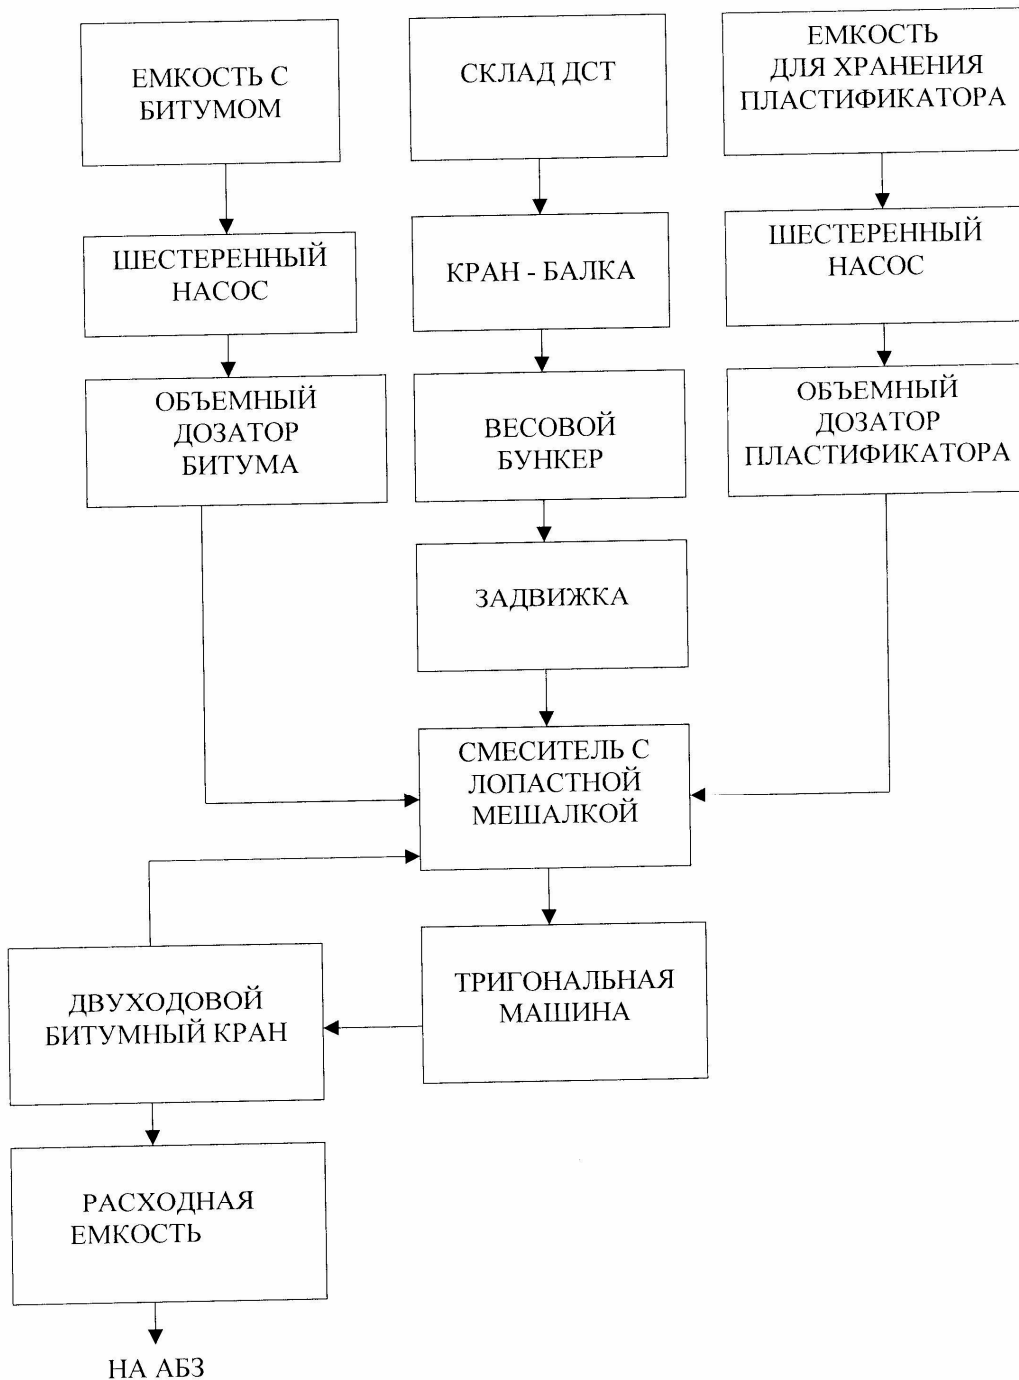 ЕМКОСТЬ С
БИТУМОМ
СКЛАД ДСТ
ЕМКОСТЬ
ДЛЯ ХРАНЕНИЯ
ПЛАСТИФИКАТОРА
ШЕСТЕРЕННЫЙ
НАСОС
КРАН - БАЛКА
ШЕСТЕРЕННЫЙ
НАСОС
ОБЪЕМНЫЙ
ДОЗАТОР
БИТУМА
ВЕСОВОЙ
БУНКЕР
ОБЪЕМНЫЙ
ДОЗАТОР
ПЛАСТИФИКАТОРА
ЗАДВИЖКА
СМЕСИТЕЛЬ С
ЛОПАСТНОЙ
МЕШАЛКОЙ
ДВУХОДОВОЙ
БИТУМНЫЙ КРАН
ТРИГОНАЛЬНАЯ
МАШИНА
РАСХОДНАЯ
ЕМКОСТЬ
НА АБЗ